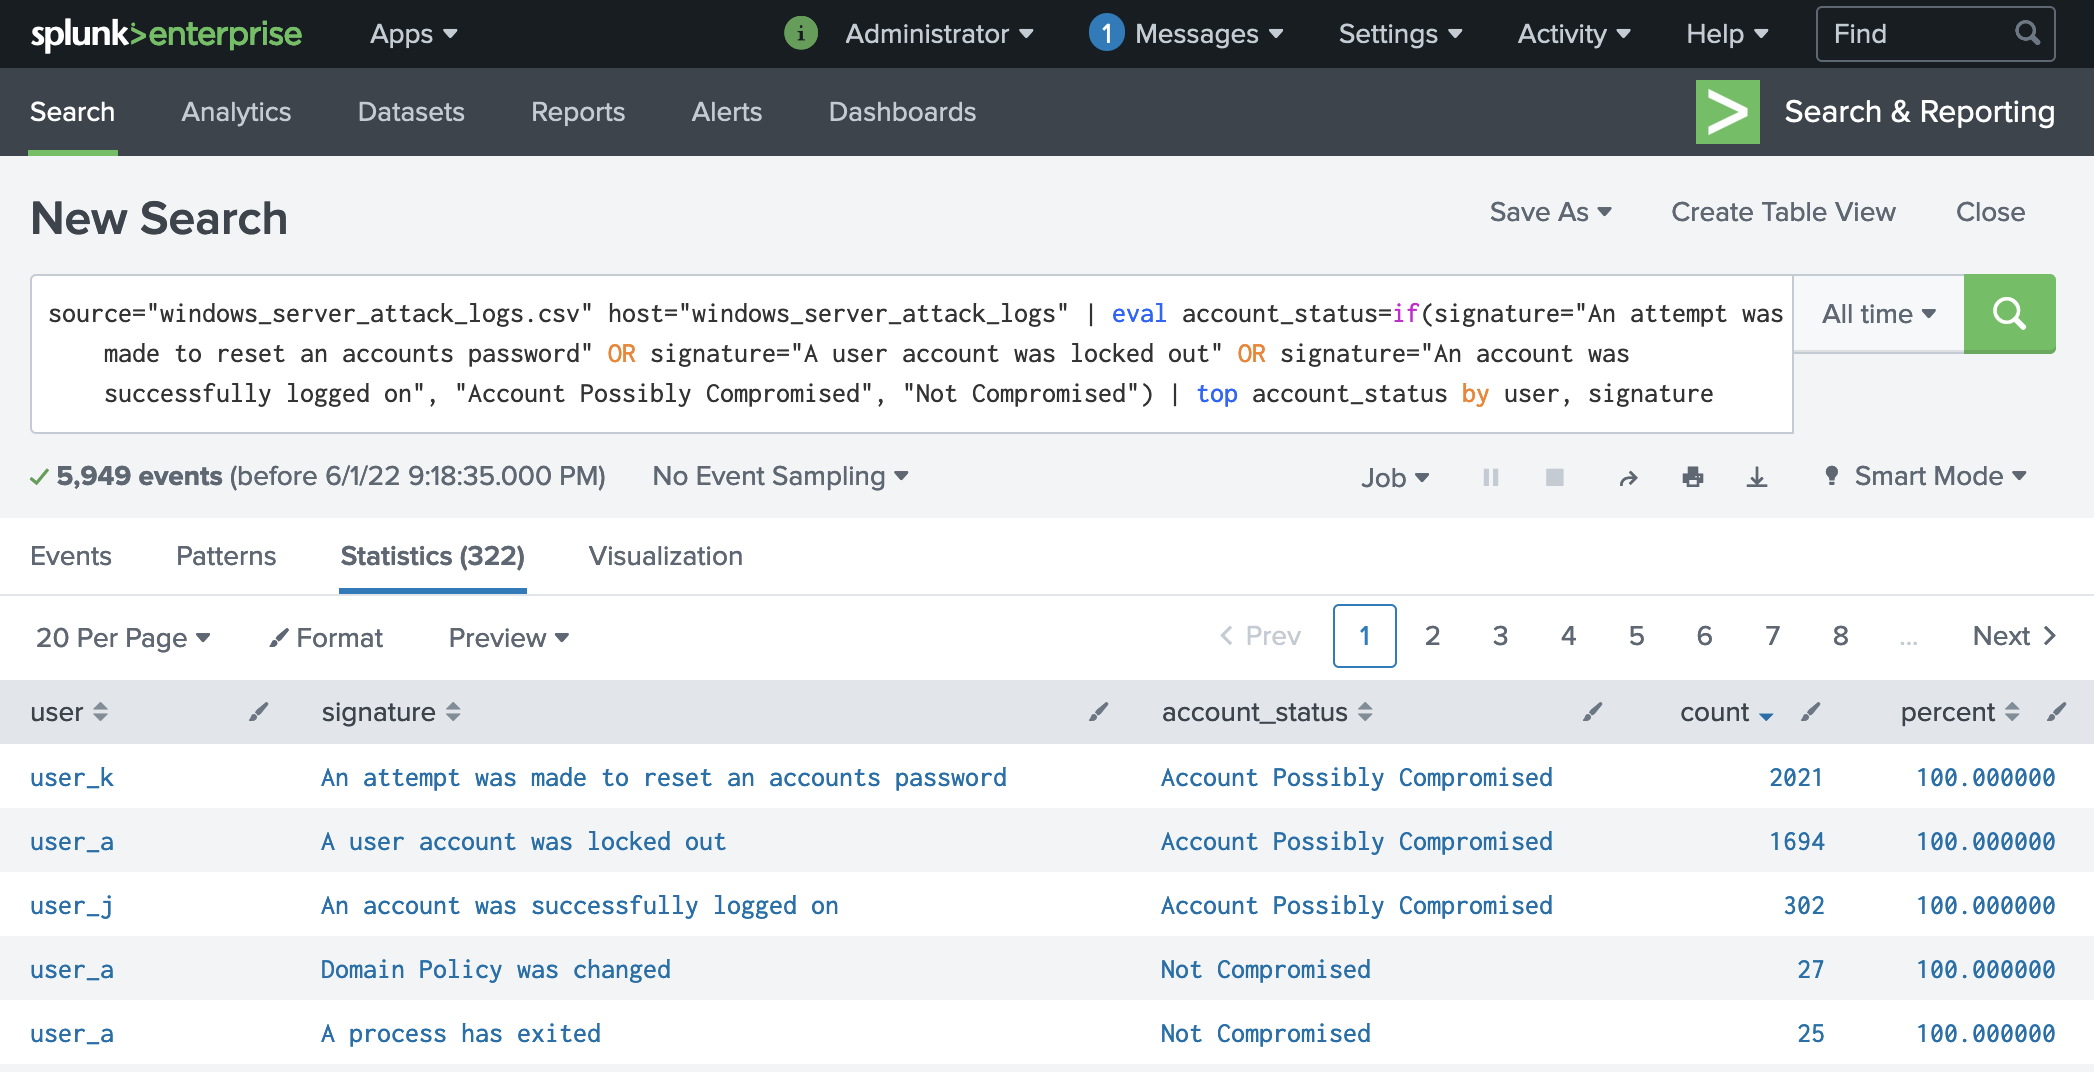 splunk>enterprise Apps i Administrator 1 Messages Settings Activity Help Find
Search Analytics Datasets Reports Alerts Dashboards > Search & Reporting
New Search Save As Create Table View Close
source="windows_server_attack_logs.csv" host="windows_server_attack_logs" | eval account_status=if(signature="An attempt was
made to reset an accounts password" OR signature="A user account was locked out" OR signature="An account was
successfully logged on", "Account Possibly Compromised", "Not Compromised") | top account_status by user, signature
All time
5,949 events (before 6/1/22 9:18:35.000 PM) No Event Sampling Job Smart Mode
Events Patterns Statistics (322) Visualization
20 Per Page Format Preview < Prev 1 2 3 4 5 6 7 8 ... Next >
user signature account_status count percent
user_k An attempt was made to reset an accounts password Account Possibly Compromised 2021 100.000000
user_a A user account was locked out Account Possibly Compromised 1694 100.000000
user_j An account was successfully logged on Account Possibly Compromised 302 100.000000
user_a Domain Policy was changed Not Compromised 27 100.000000
user_a A process has exited Not Compromised 25 100.000000